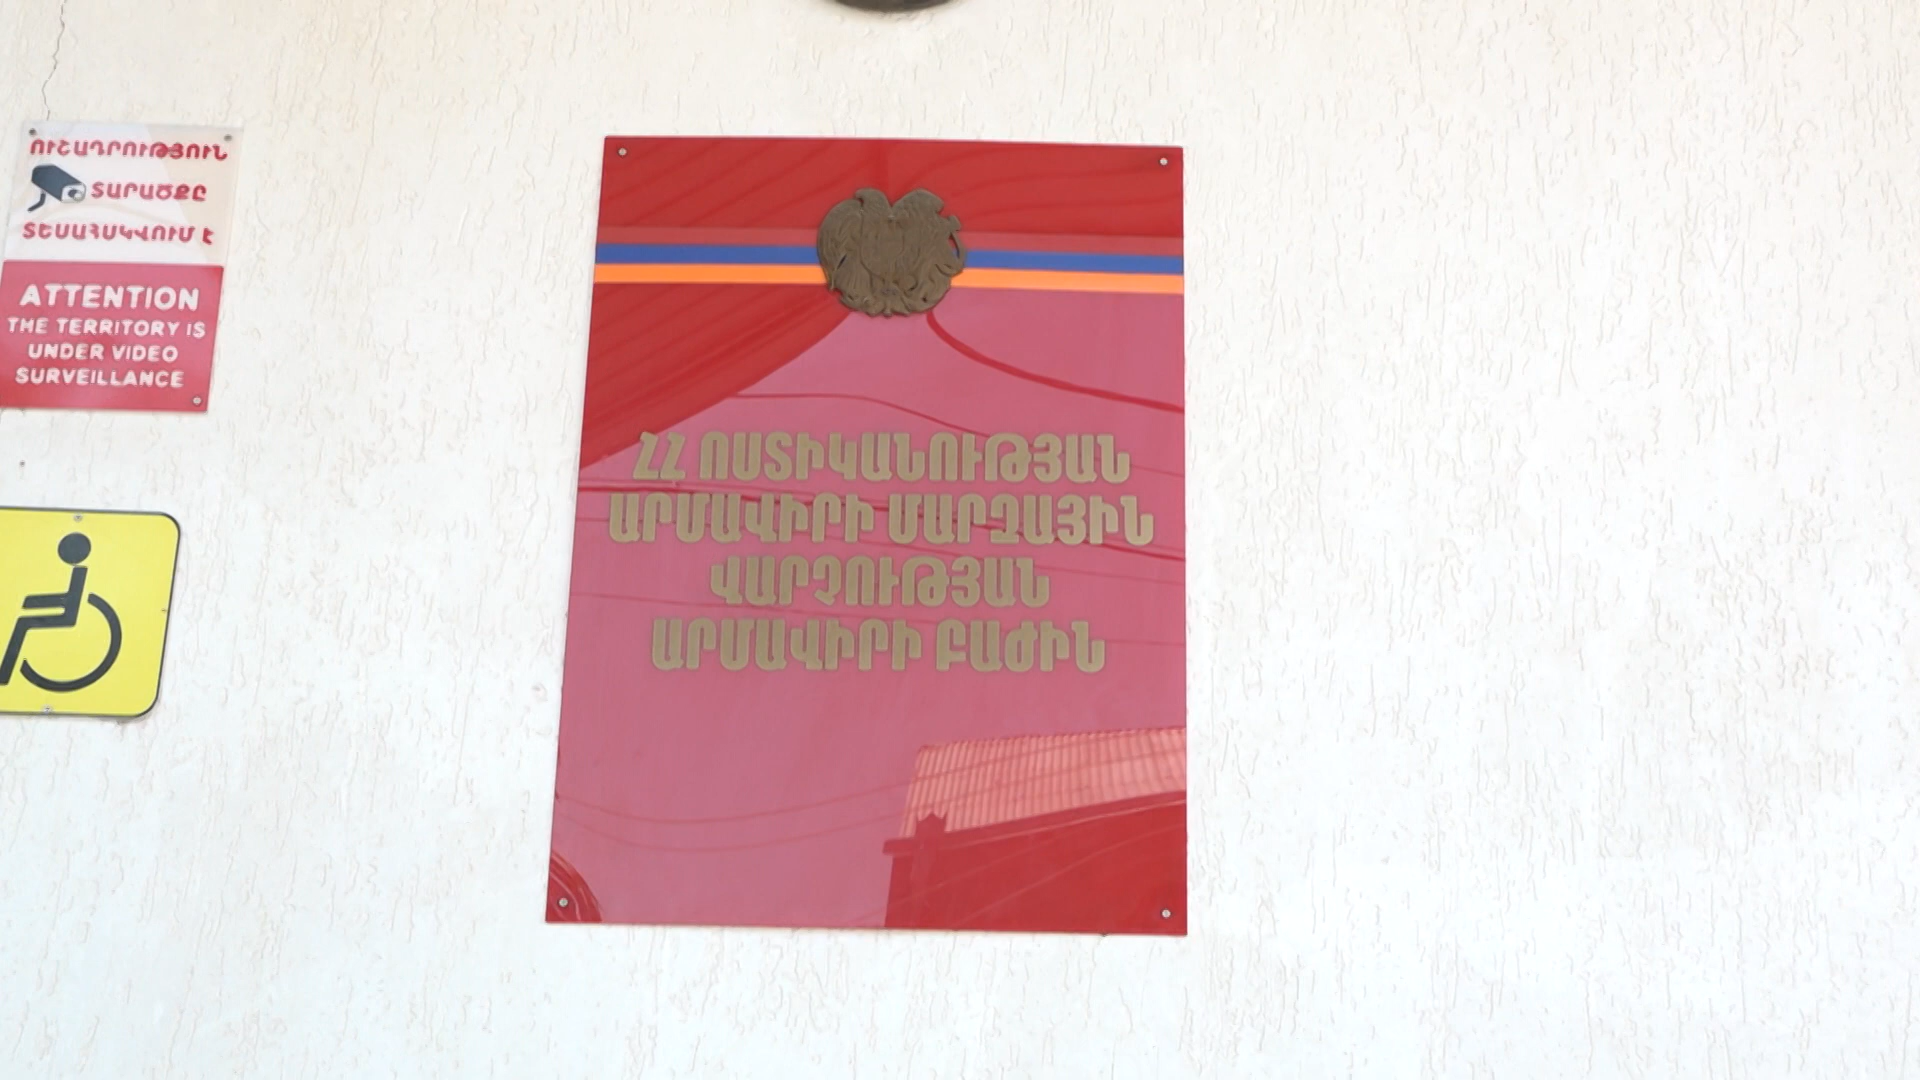 ՈՒՇԱԴՐՈՒԹՅՈՒՆ
ՏԱՐԱԾՔԸ
ՏԵՍԱՀՍԿՎՈՒՄ Է
ATTENTION
THE TERRITORY IS
UNDER VIDEO
SURVEILLANCE
ՀՀ ՈՍՏԻԿԱՆՈՒԹՅԱՆ
ԱՐՄԱՎԻՐԻ ՄԱՐԶԱՅԻՆ
ՎԱՐՉՈՒԹՅԱՆ
ԱՐՄԱՎԻՐԻ ԲԱԺԻՆ